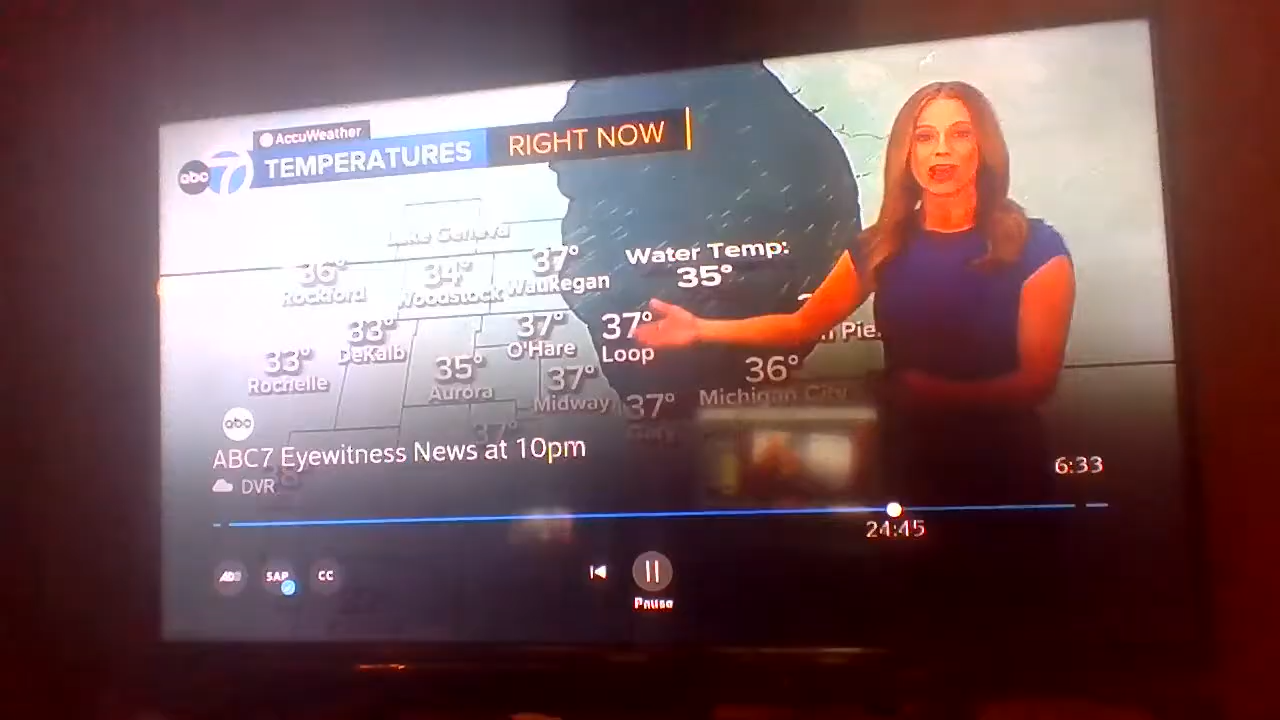 AccuWeather
abc 7 TEMPERATURES RIGHT NOW
Lake Geneva
36° Rockford
34° Woodstock
37° Waukegan
Water Temp:
35°
33° DeKalb
37° O'Hare
37° Loop
33° Rochelle
35° Aurora
37° Midway
36° Michigan City
37° Gary
37°
abc
ABC7 Eyewitness News at 10pm
DVR
6:33
24:45
SAP
CC
Pause